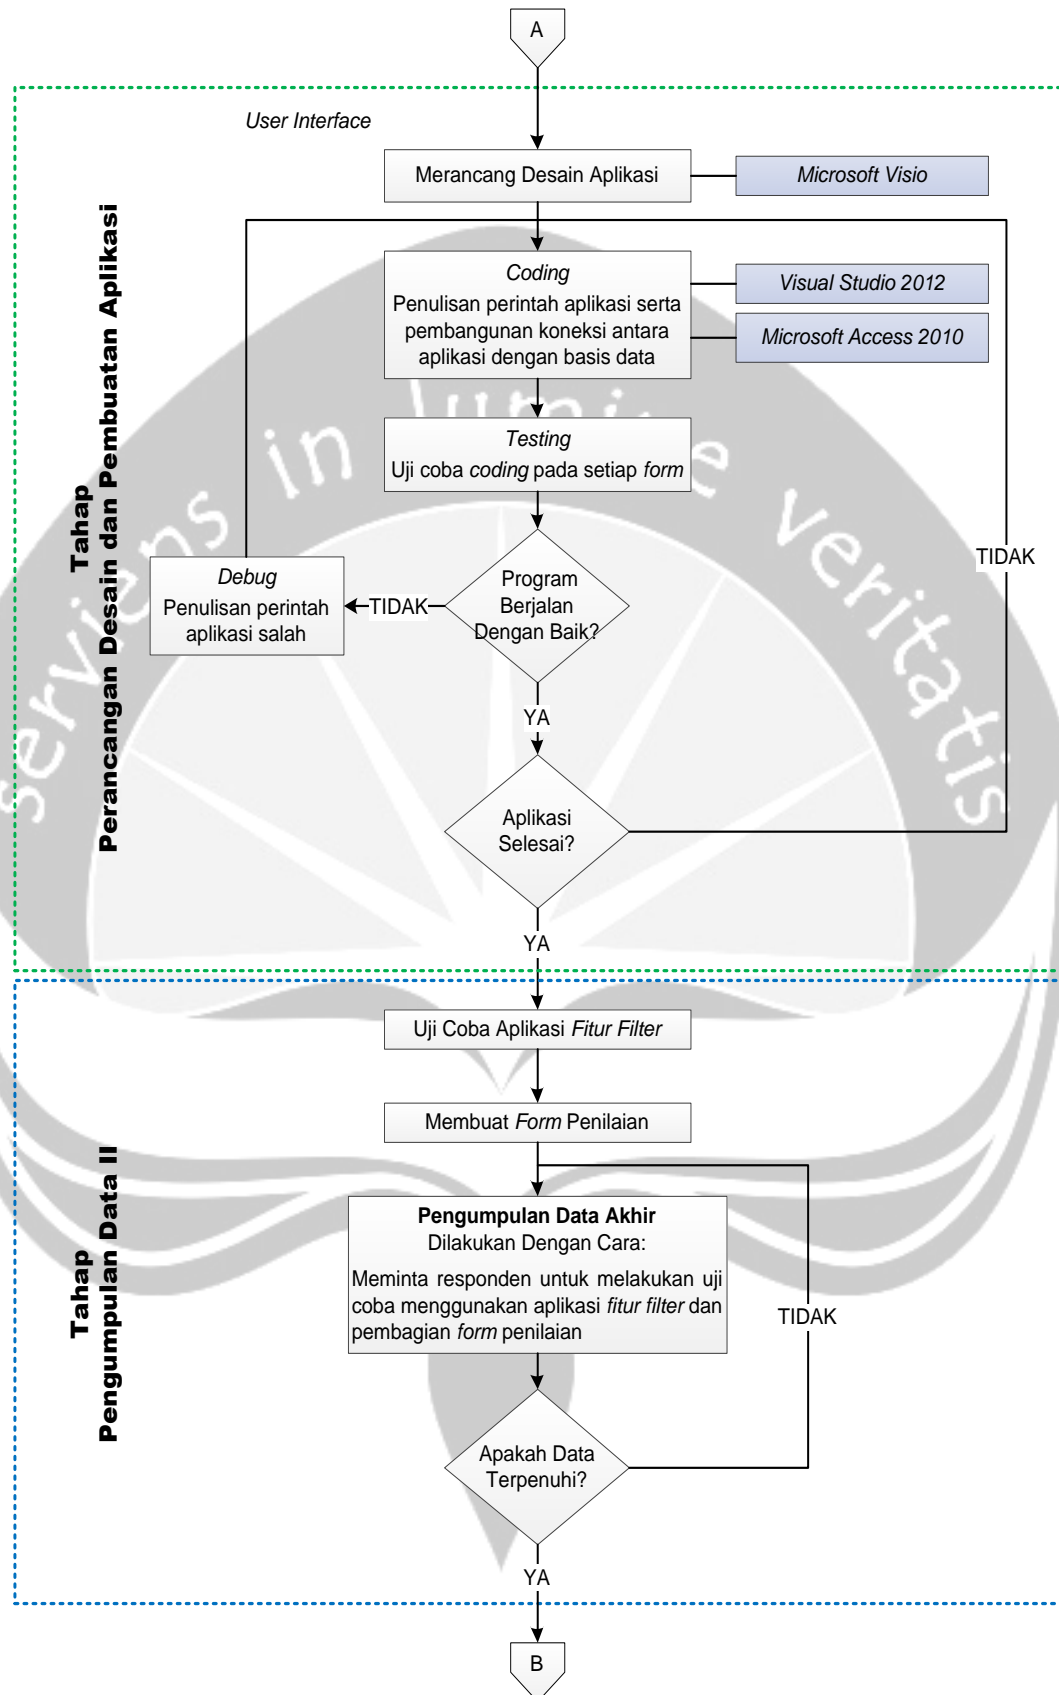 A
User Interface
Merancang Desain Aplikasi
Microsoft Visio
Tahap
Perancangan Desain dan Pembuatan Aplikasi
Coding
Penulisan perintah aplikasi serta
pembangunan koneksi antara
aplikasi dengan basis data
Visual Studio 2012
Microsoft Access 2010
Testing
Uji coba coding pada setiap form
Program
Berjalan
Dengan Baik?
TIDAK
Debug
Penulisan perintah
aplikasi salah
TIDAK
YA
Aplikasi
Selesai?
YA
Uji Coba Aplikasi Fitur Filter
Membuat Form Penilaian
Tahap
Pengumpulan Data II
Pengumpulan Data Akhir
Dilakukan Dengan Cara:
Meminta responden untuk melakukan uji
coba menggunakan aplikasi fitur filter dan
pembagian form penilaian
TIDAK
Apakah Data
Terpenuhi?
YA
B
serviens in lumine veritatis